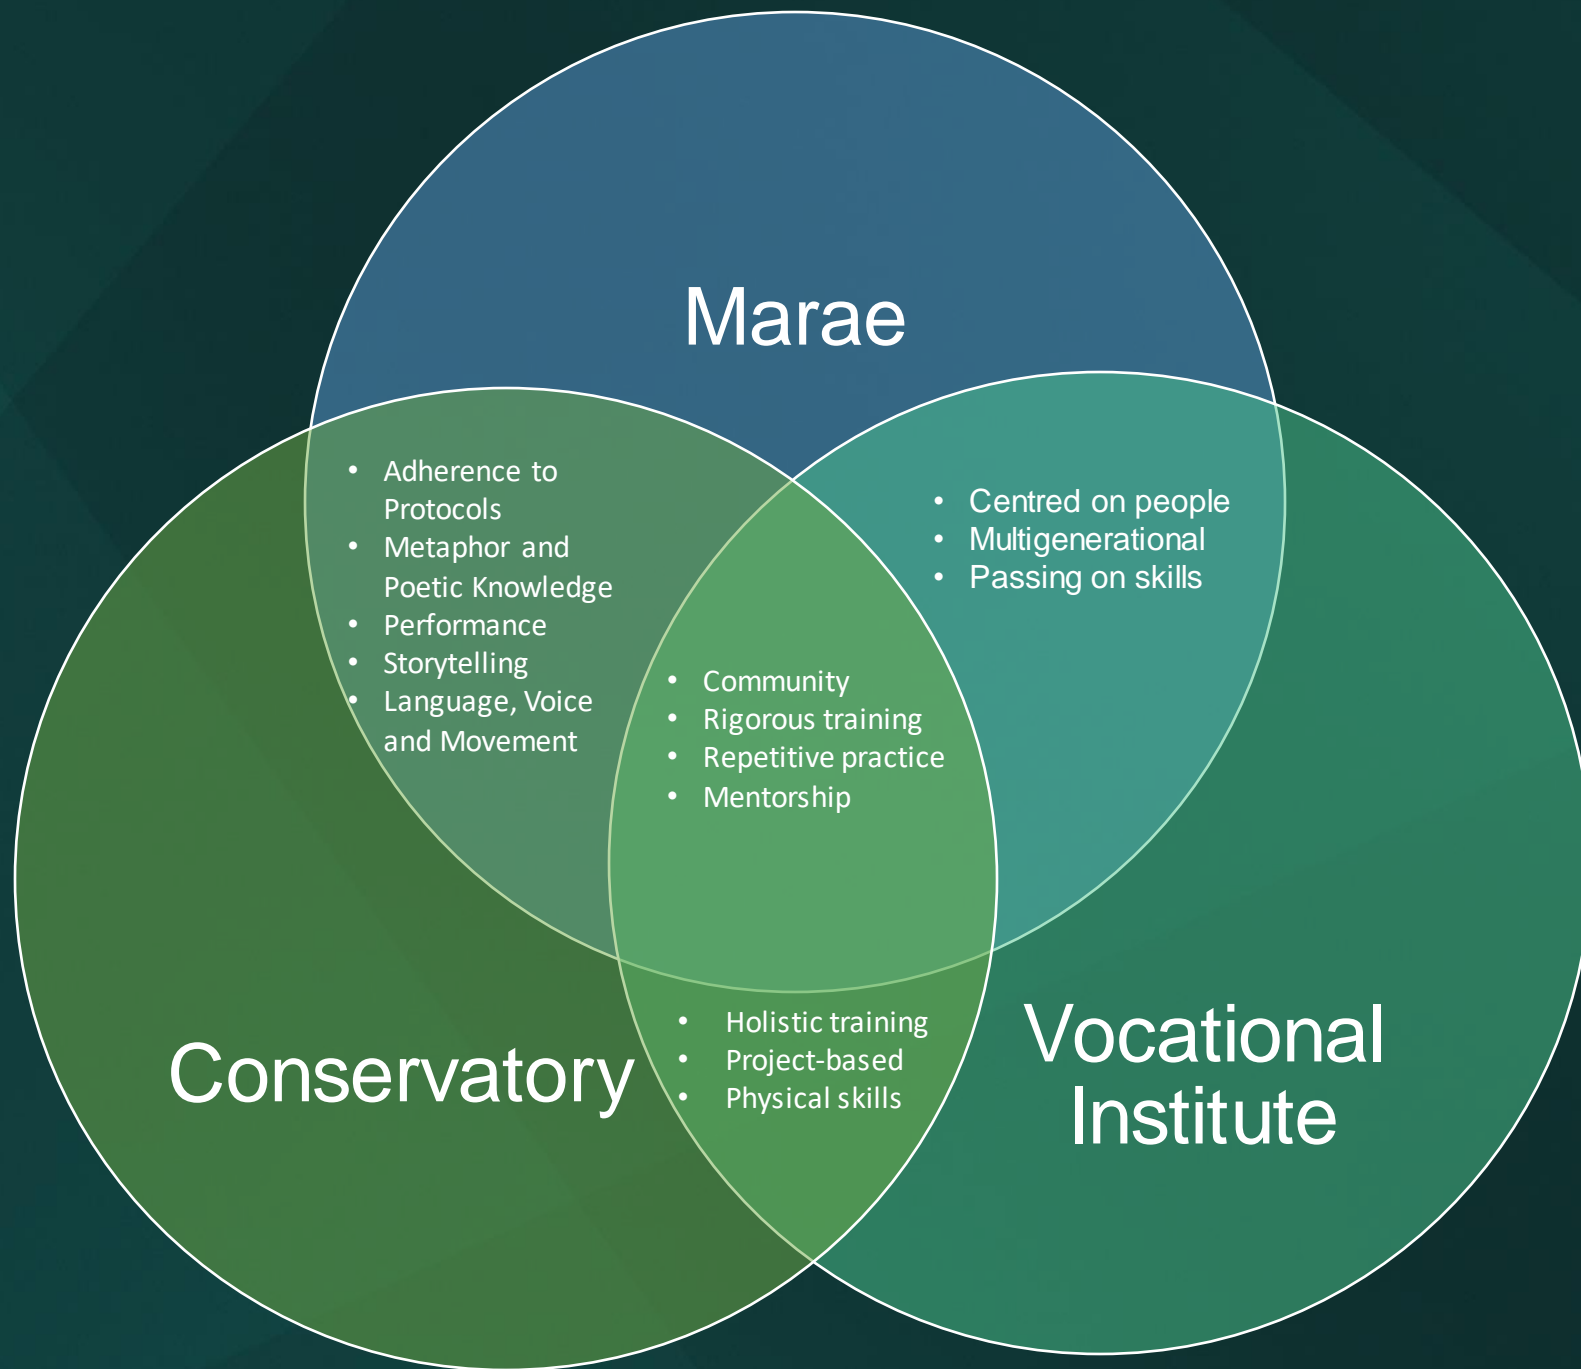 Marae
• Adherence to
Protocols
• Metaphor and
Poetic Knowledge
• Performance
• Storytelling
• Language, Voice
and Movement
• Centred on people
• Multigenerational
• Passing on skills
• Community
• Rigorous training
• Repetitive practice
• Mentorship
• Holistic training
• Project-based
• Physical skills
Conservatory
Vocational
Institute